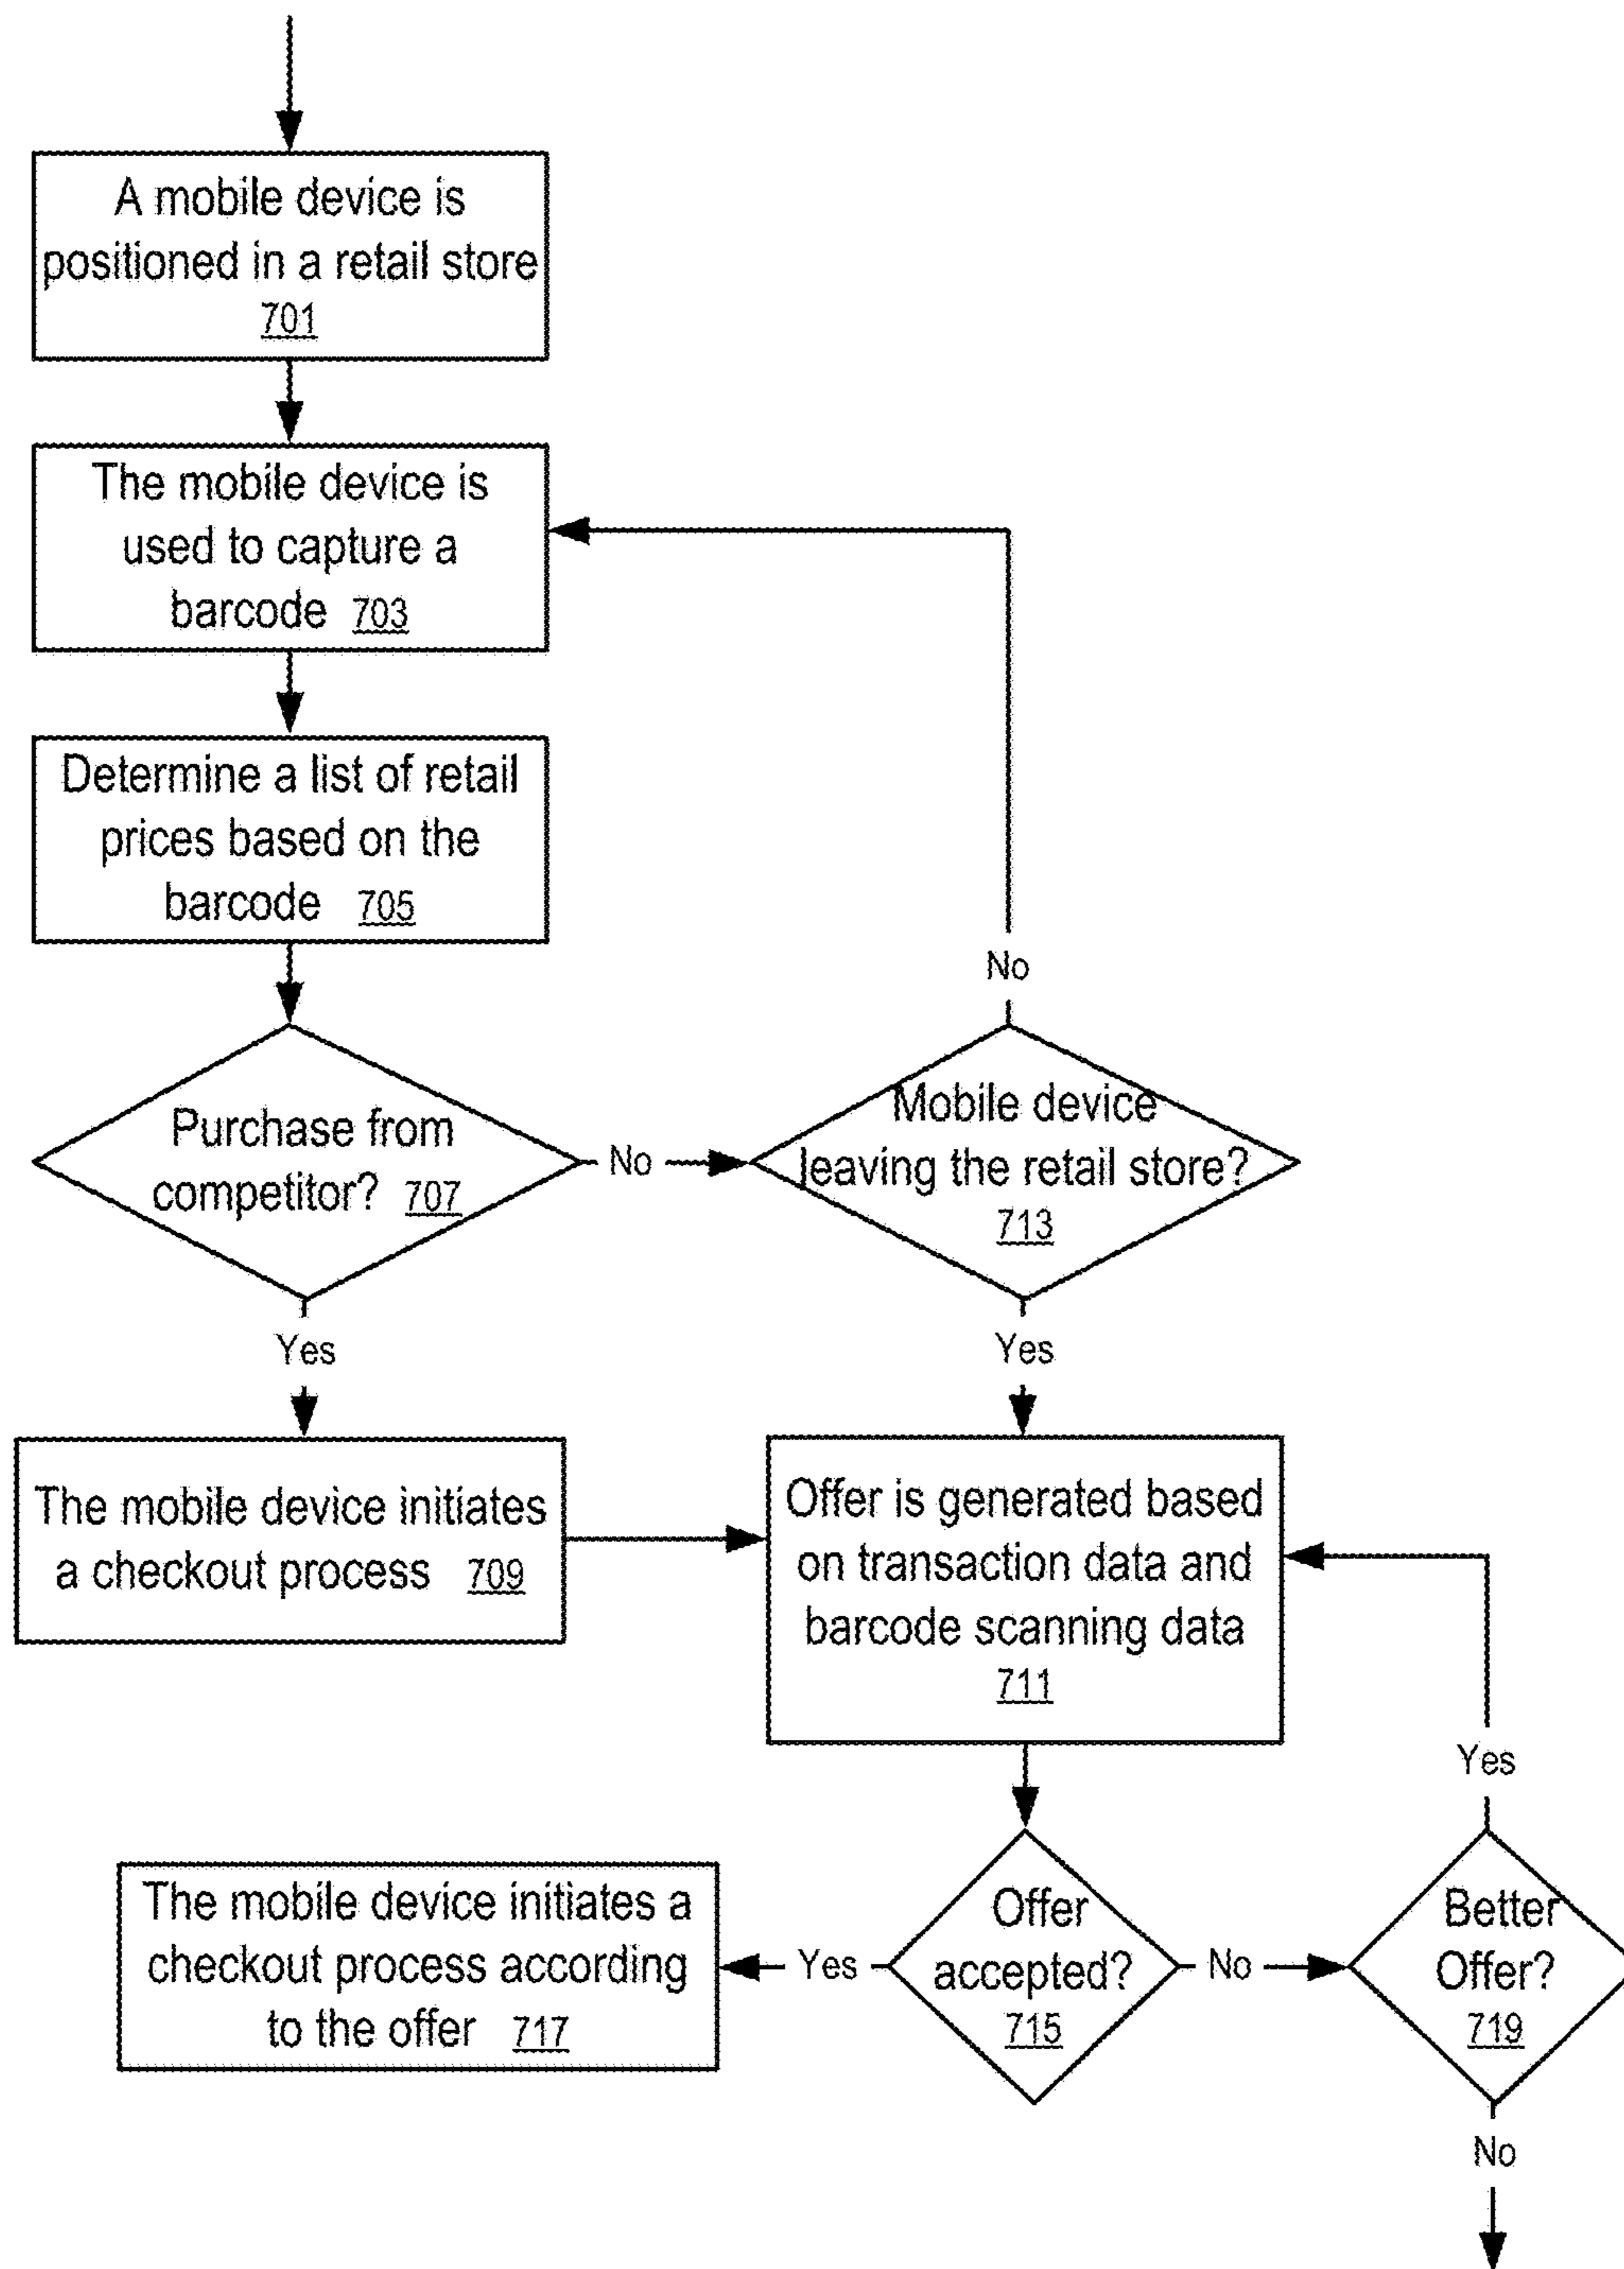 A mobile device is
positioned in a retail store
701
The mobile device is
used to capture a
barcode 703
Determine a list of retail
prices based on the
barcode 705
No
Purchase from
competitor? 707
No
Mobile device
leaving the retail store?
713
Yes
Yes
The mobile device initiates
a checkout process 709
Offer is generated based
on transaction data and
barcode scanning data
711
Yes
The mobile device initiates a
checkout process according
to the offer 717
Yes
Offer
accepted?
715
No
Better
Offer?
719
No